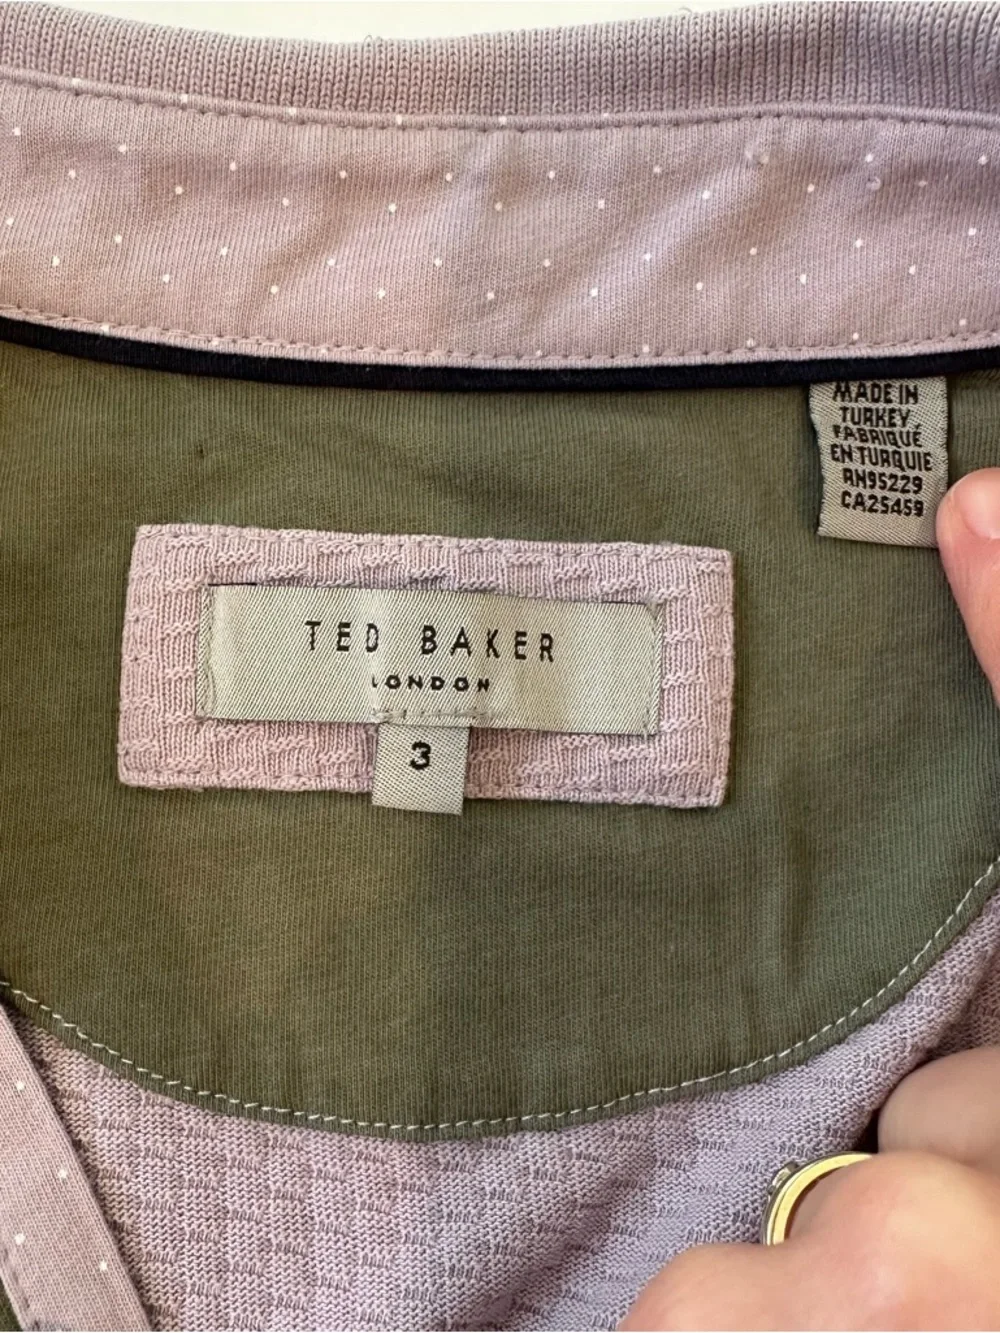 MADE IN
TURKEY
FABRIQUÉ
EN TURQUIE
RN95229
CA25459
TED BAKER
LONDON
3